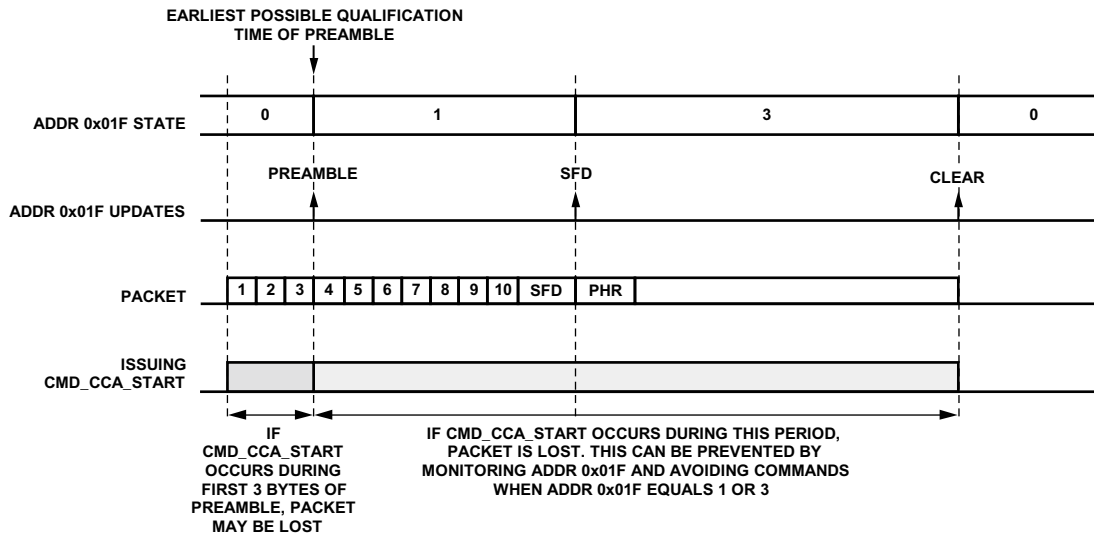 EARLIEST POSSIBLE QUALIFICATION
TIME OF PREAMBLE
ADDR 0x01F STATE
0 1 3 0
PREAMBLE SFD CLEAR
ADDR 0x01F UPDATES
PACKET
1 2 3 4 5 6 7 8 9 10 SFD PHR
ISSUING
CMD_CCA_START
IF
CMD_CCA_START
OCCURS DURING
FIRST 3 BYTES OF
PREAMBLE, PACKET
MAY BE LOST
IF CMD_CCA_START OCCURS DURING THIS PERIOD,
PACKET IS LOST. THIS CAN BE PREVENTED BY
MONITORING ADDR 0x01F AND AVOIDING COMMANDS
WHEN ADDR 0x01F EQUALS 1 OR 3